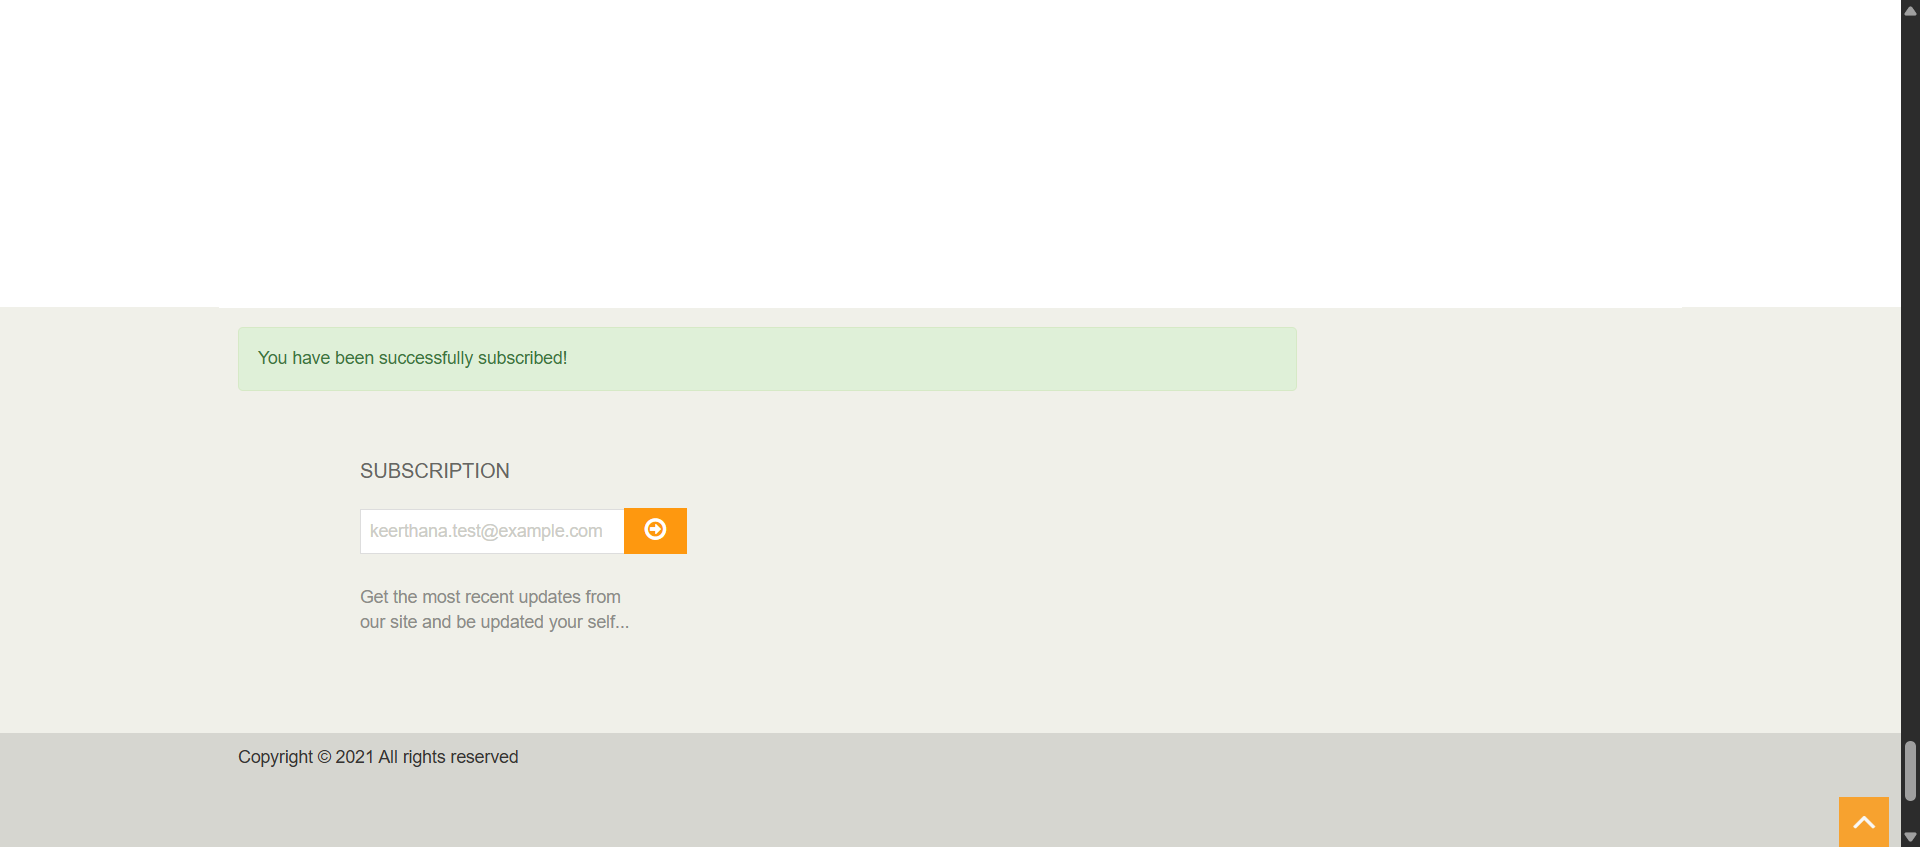 You have been successfully subscribed!
SUBSCRIPTION
keerthana.test@example.com
Get the most recent updates from
our site and be updated your self...
Copyright © 2021 All rights reserved